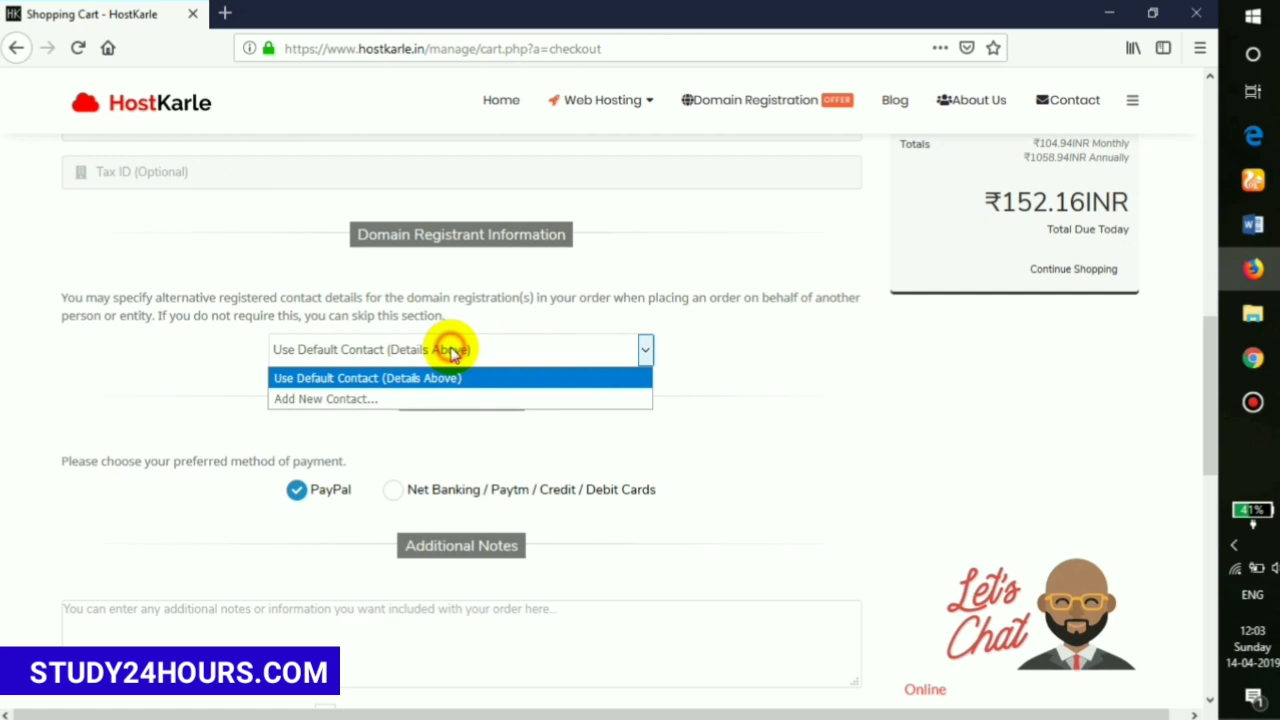 Shopping Cart - HostKarle
https://www.hostkarle.in/manage/cart.php?a=checkout
HostKarle
Home
Web Hosting
Domain Registration OFFER
Blog
About Us
Contact
Tax ID (Optional)
Totals
₹104.94INR Monthly
₹1058.94INR Annually
₹152.16INR
Total Due Today
Continue Shopping
Domain Registrant Information
You may specify alternative registered contact details for the domain registration(s) in your order when placing an order on behalf of another
person or entity. If you do not require this, you can skip this section.
Use Default Contact (Details Above)
Use Default Contact (Details Above)
Add New Contact...
Please choose your preferred method of payment.
PayPal
Net Banking / Paytm / Credit / Debit Cards
Additional Notes
You can enter any additional notes or information you want included with your order here...
Let's
Chat
Online
STUDY24HOURS.COM
41%
ENG
12:03
Sunday
14-04-2019
1